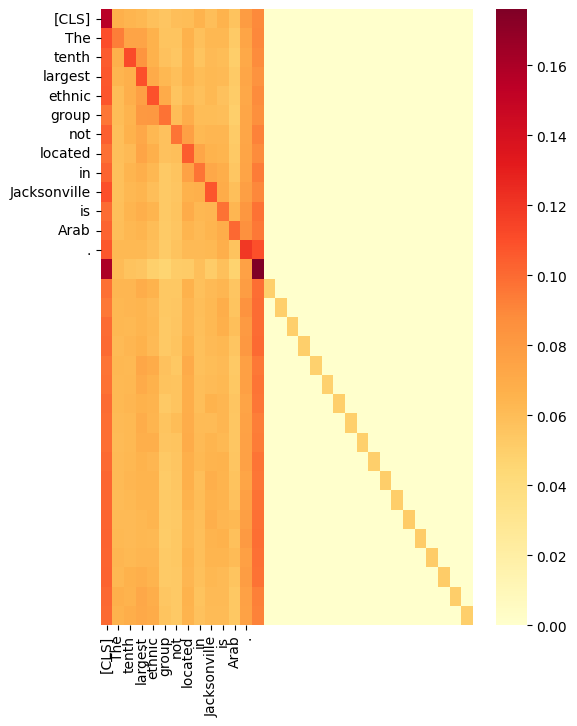 [CLS]
The
tenth
largest
ethnic
group
not
located
in
Jacksonville
is
Arab
.
0.16
0.14
0.12
0.10
0.08
0.06
0.04
0.02
0.00
[CLS]
The
tenth
largest
ethnic
group
not
located
in
Jacksonville
is
Arab
.